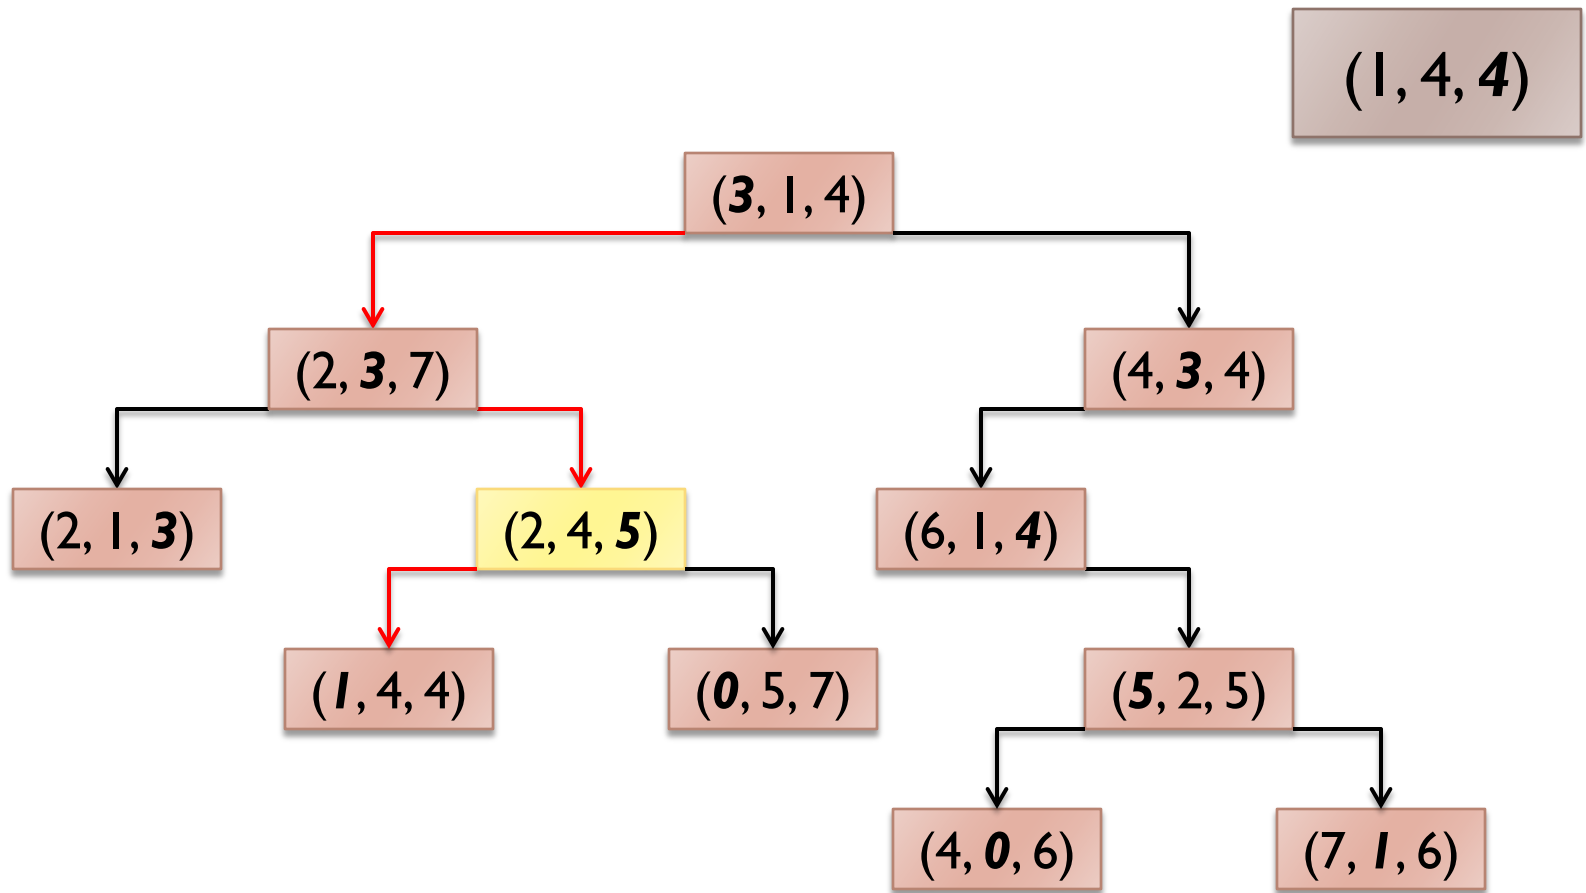 (1, 4, 4)
(3, 1, 4)
(2, 3, 7)
(4, 3, 4)
(2, 1, 3)
(2, 4, 5)
(6, 1, 4)
(1, 4, 4)
(0, 5, 7)
(5, 2, 5)
(4, 0, 6)
(7, 1, 6)